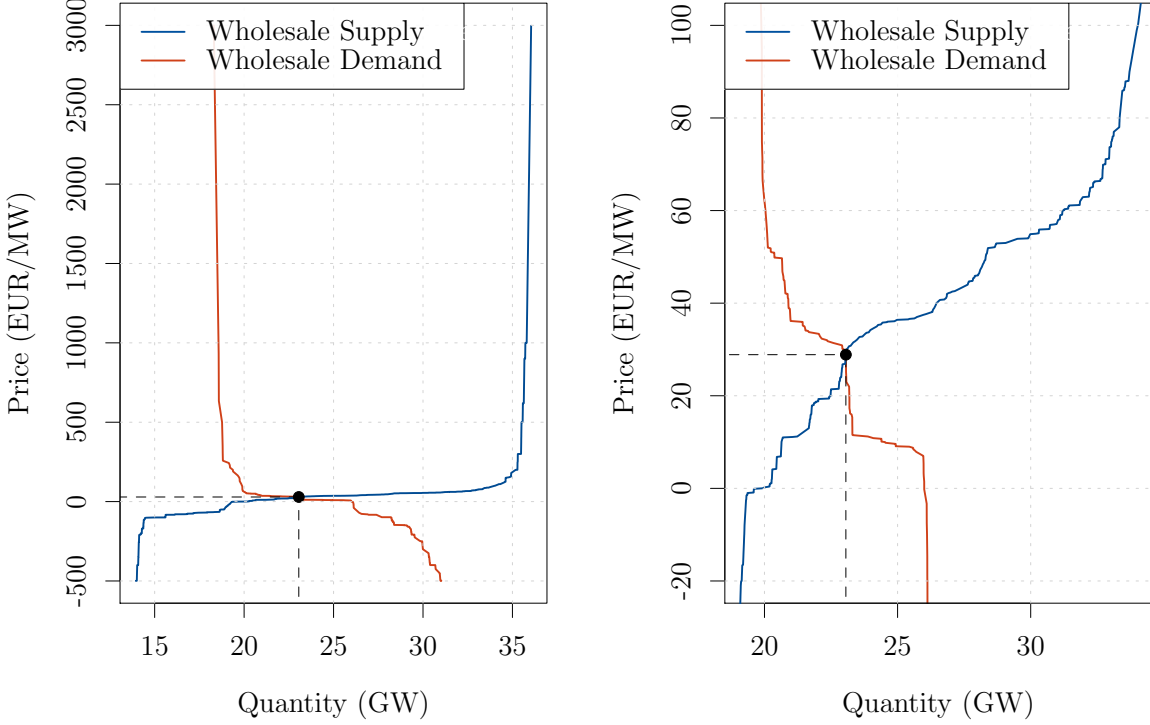 Wholesale Supply
Wholesale Demand
3000
2500
2000
1500
1000
500
0
-500
Price (EUR/MW)
15 20 25 30 35
Quantity (GW)
Wholesale Supply
Wholesale Demand
100
80
60
40
20
0
-20
Price (EUR/MW)
20 25 30
Quantity (GW)